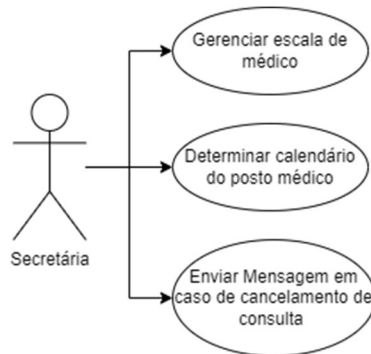 Gerenciar escala de
médico
Determinar calendário
do posto médico
Secretária
Enviar Mensagem em
caso de cancelamento de
consulta